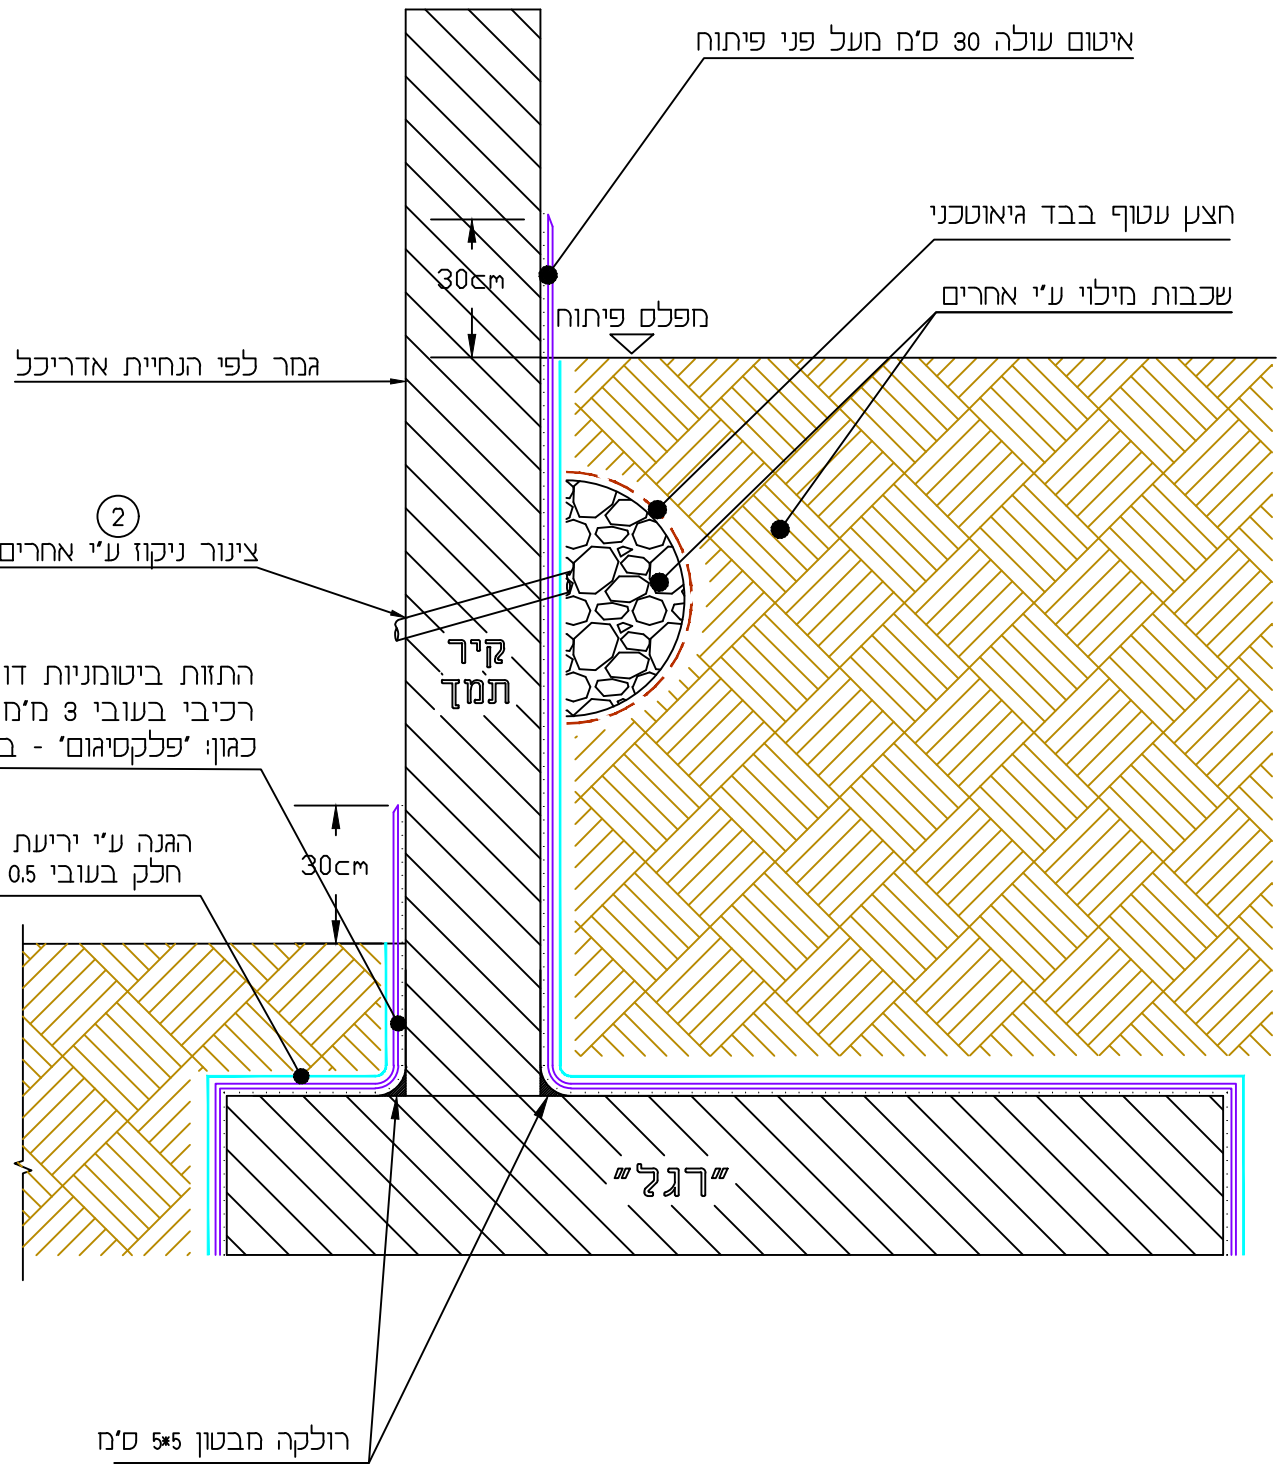 איטום עולה 30 ס'מ מעל פני פיתוח
חצץ עטוף בבד גיאוטכני
שכבות מילוי ע'י אחרים
30cm
מפלס פיתוח
גמר לפי הנחיית אדריכל
2
צינור ניקוז ע'י אחרים
קיר
תמך
התזות ביטומניות דו
רכיבי בעובי 3 מ'מ
כגון: 'פלקסיגום' - ב
הגנה ע'י יריעת
חלק בעובי 0.5
30cm
"רגל"
רולקה מבטון 5*5 ס'מ